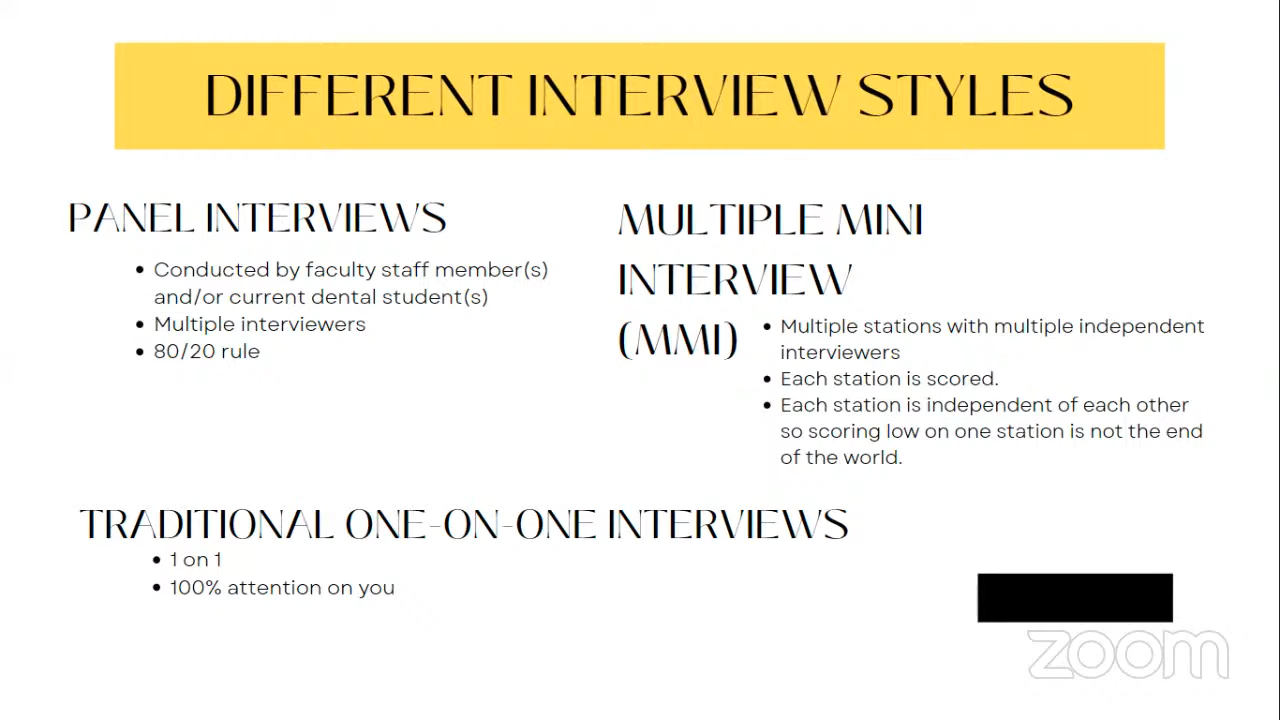 DIFFERENT INTERVIEW STYLES
PANEL INTERVIEWS
• Conducted by faculty staff member(s)
and/or current dental student(s)
• Multiple interviewers
• 80/20 rule
MULTIPLE MINI
INTERVIEW
(MMI)
• Multiple stations with multiple independent
interviewers
• Each station is scored.
• Each station is independent of each other
so scoring low on one station is not the end
of the world.
TRADITIONAL ONE-ON-ONE INTERVIEWS
• 1 on 1
• 100% attention on you
zoom